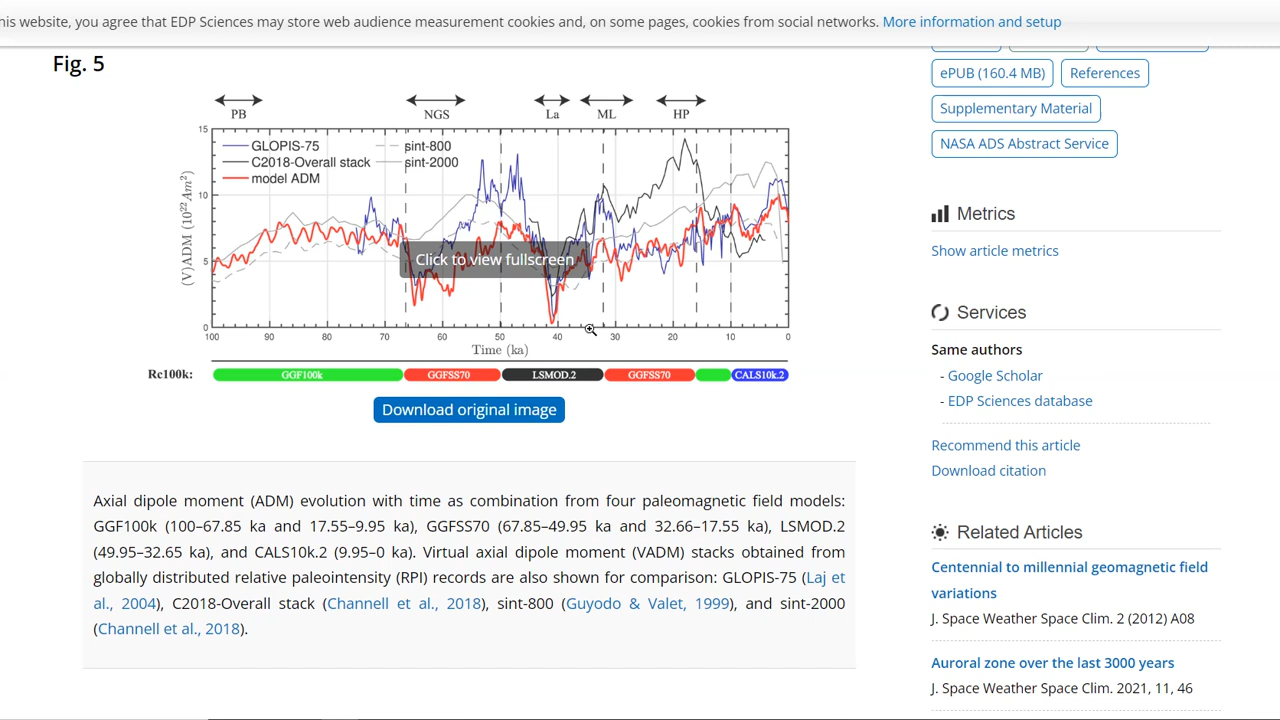 his website, you agree that EDP Sciences may store web audience measurement cookies and, on some pages, cookies from social networks. More information and setup
Fig. 5
PB NGS La ML HP
(V)ADM (10²²Am²)
15
10
5
0
GLOPIS-75
C2018-Overall stack
model ADM
sint-800
sint-2000
Click to view fullscreen
100 90 80 70 60 50 40 30 20 10 0
Time (ka)
Rc100k: GGF100k GGFSS70 LSMOD.2 GGFSS70 CALS10k.2
Download original image
Axial dipole moment (ADM) evolution with time as combination from four paleomagnetic field models:
GGF100k (100–67.85 ka and 17.55–9.95 ka), GGFSS70 (67.85–49.95 ka and 32.66–17.55 ka), LSMOD.2
(49.95–32.65 ka), and CALS10k.2 (9.95–0 ka). Virtual axial dipole moment (VADM) stacks obtained from
globally distributed relative paleointensity (RPI) records are also shown for comparison: GLOPIS-75 (Laj et
al., 2004), C2018-Overall stack (Channell et al., 2018), sint-800 (Guyodo & Valet, 1999), and sint-2000
(Channell et al., 2018).
ePUB (160.4 MB) References
Supplementary Material
NASA ADS Abstract Service
Metrics
Show article metrics
Services
Same authors
- Google Scholar
- EDP Sciences database
Recommend this article
Download citation
Related Articles
Centennial to millennial geomagnetic field
variations
J. Space Weather Space Clim. 2 (2012) A08
Auroral zone over the last 3000 years
J. Space Weather Space Clim. 2021, 11, 46